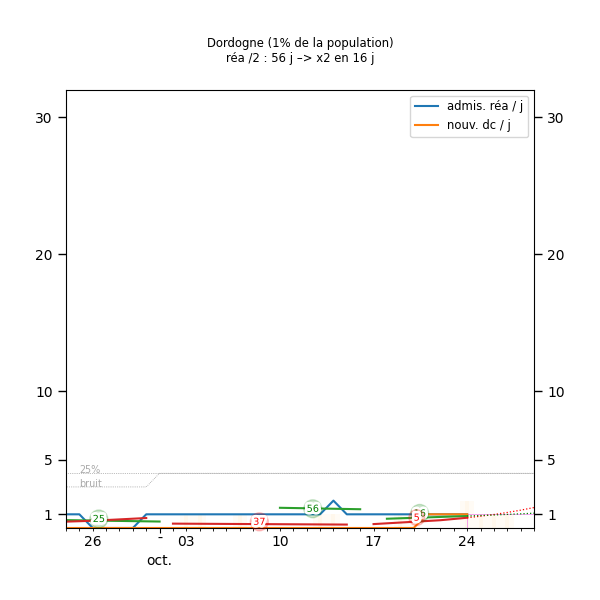 Dordogne (1% de la population)
réa /2 : 56 j –> x2 en 16 j
admis. réa / j
nouv. dc / j
30 30
20 20
10 10
5 5
25%
bruit
1 1
25
37
56
5
26 - 03 10 17 24
oct.